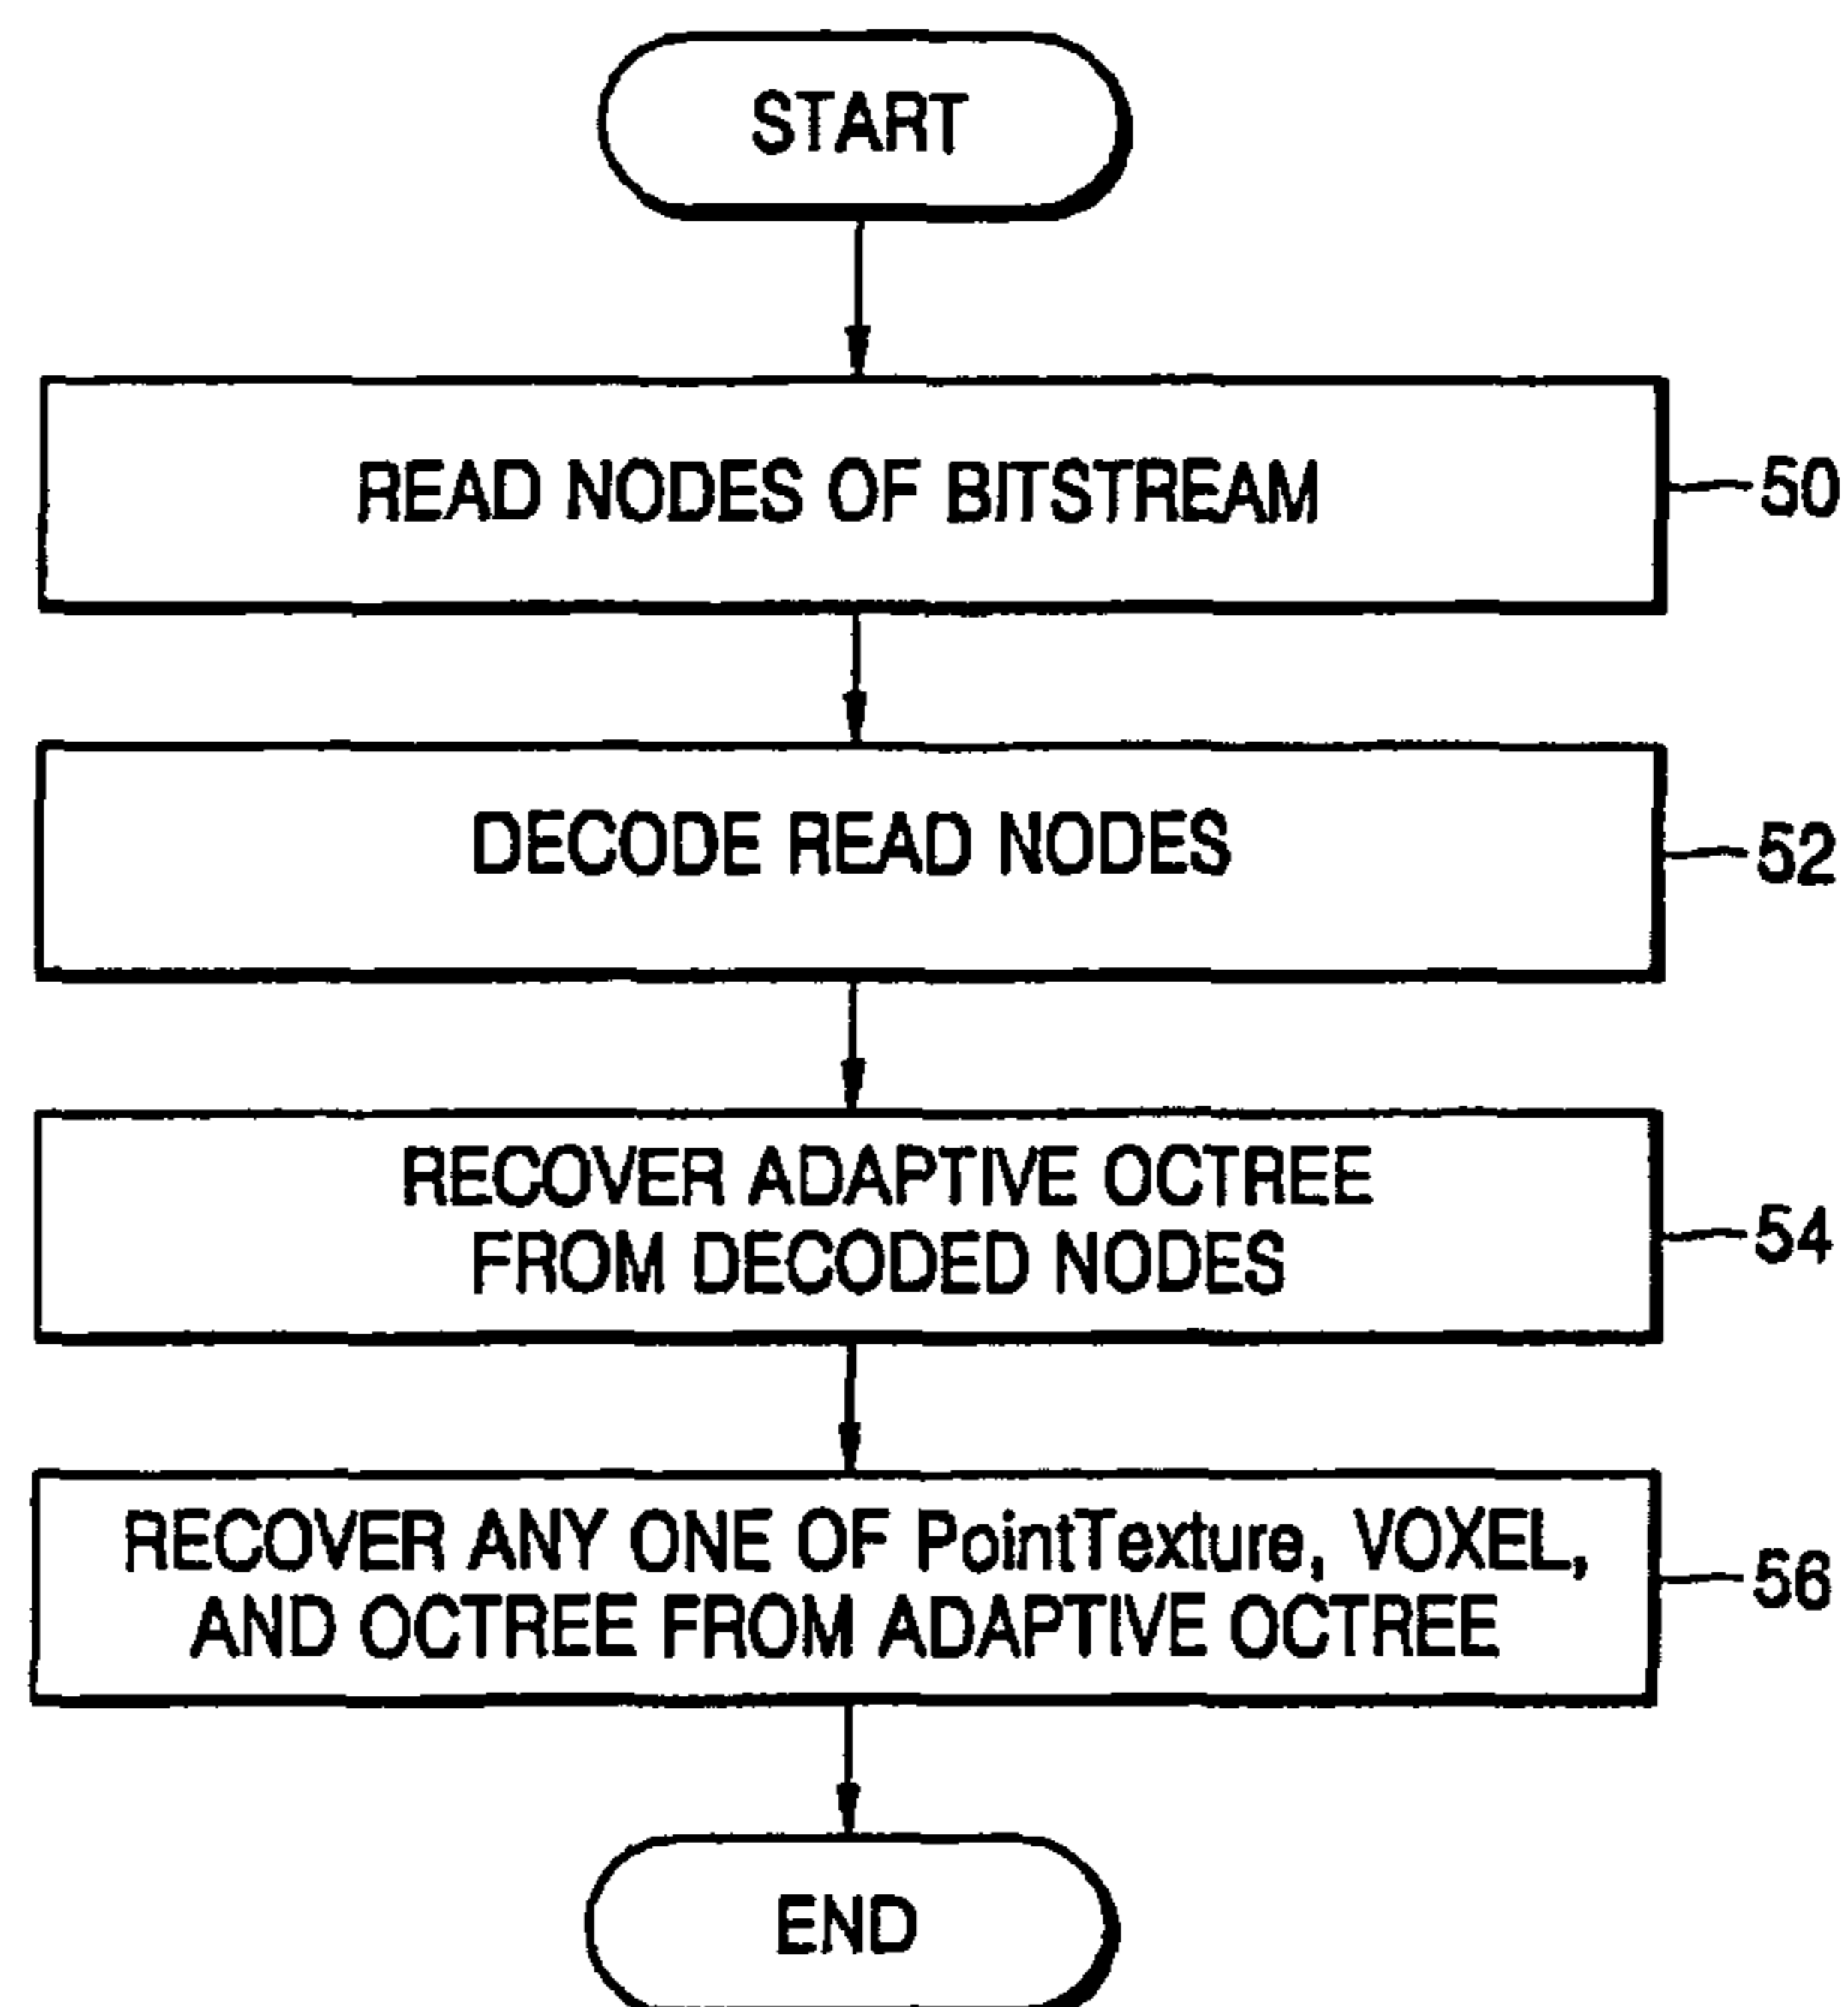 START
READ NODES OF BITSTREAM
50
DECODE READ NODES
52
RECOVER ADAPTIVE OCTREE
FROM DECODED NODES
54
RECOVER ANY ONE OF PointTexture, VOXEL,
AND OCTREE FROM ADAPTIVE OCTREE
56
END